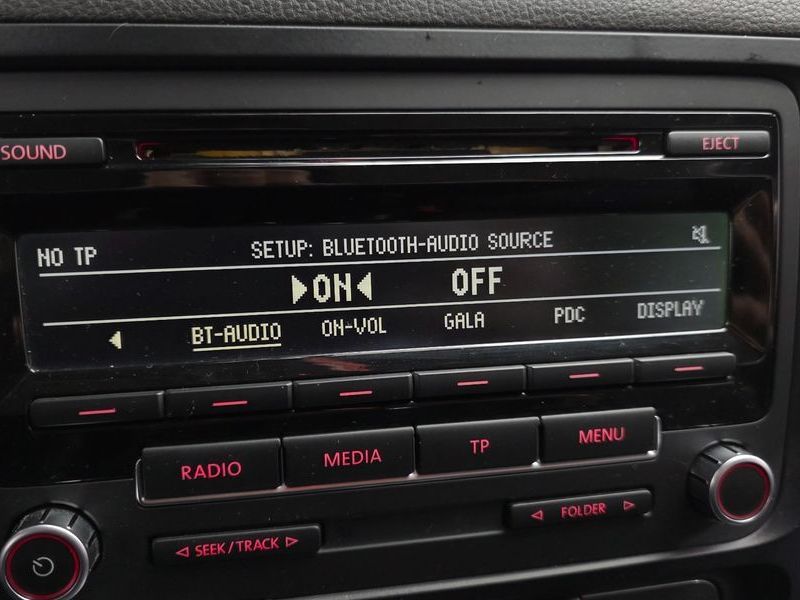 SOUND
EJECT
NO TP SETUP: BLUETOOTH-AUDIO SOURCE
ON OFF
BT-AUDIO ON-VOL GALA PDC DISPLAY
RADIO MEDIA TP MENU
SEEK/TRACK
FOLDER